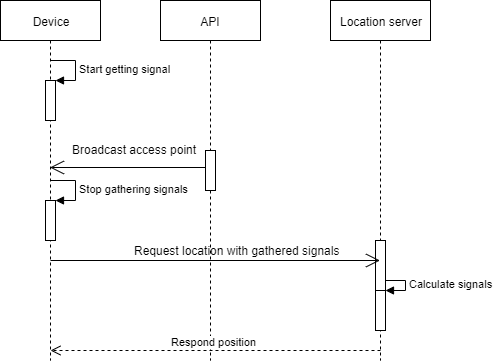 Device
API
Location server
Start getting signal
Broadcast access point
Stop gathering signals
Request location with gathered signals
Calculate signals
Respond position